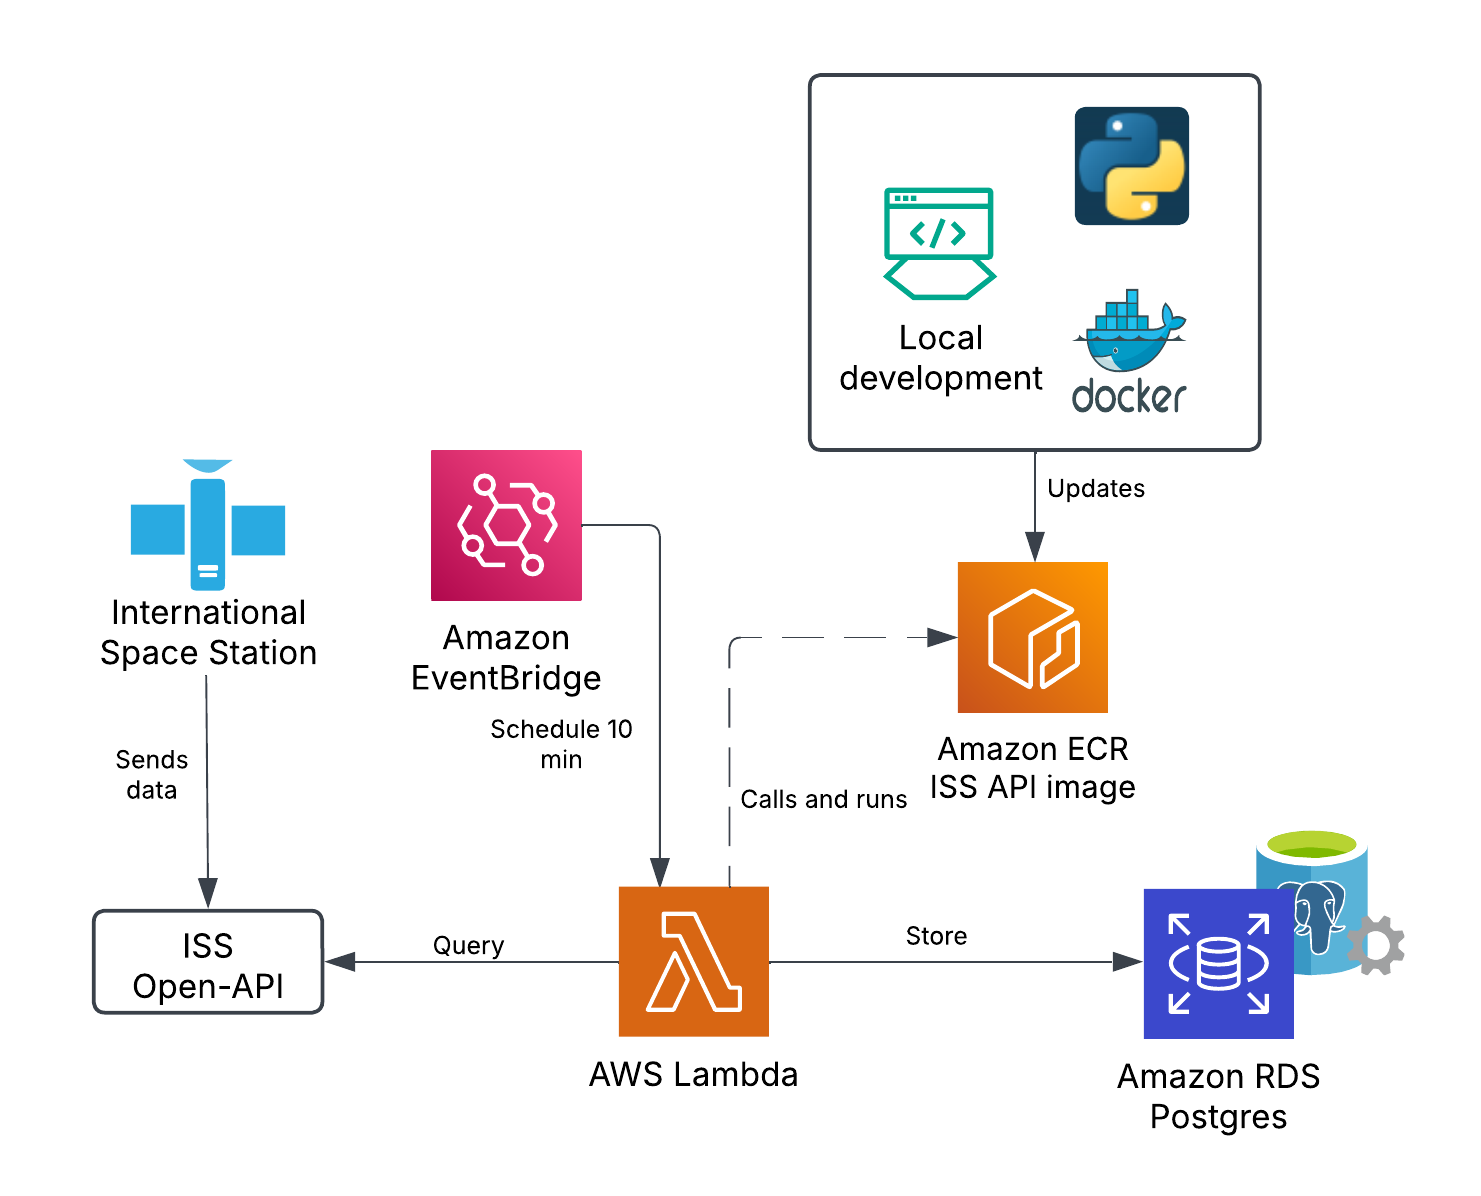 Local
development
docker
Updates
International
Space Station
Amazon
EventBridge
Schedule 10
min
Sends
data
Calls and runs
Amazon ECR
ISS API image
ISS
Open-API
Query
AWS Lambda
Store
Amazon RDS
Postgres